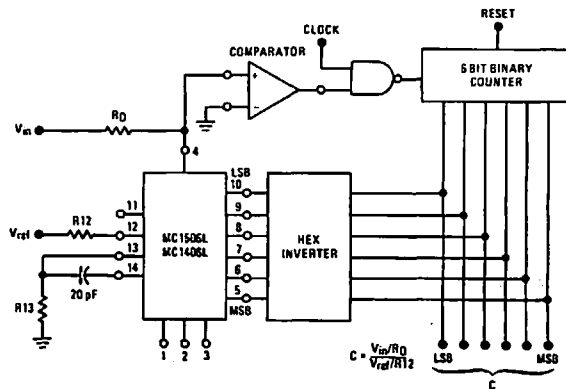 RESET
CLOCK
COMPARATOR
6 BIT BINARY
COUNTER
+
−
Vin
RO
4
LSB
10
11
9
Vref
R12
12
8
MC1506L
MC1406L
HEX
INVERTER
13
7
14
6
20 pF
5
R13
MSB
1 2 3
C = Vin/RO
Vref/R12
LSB
MSB
C